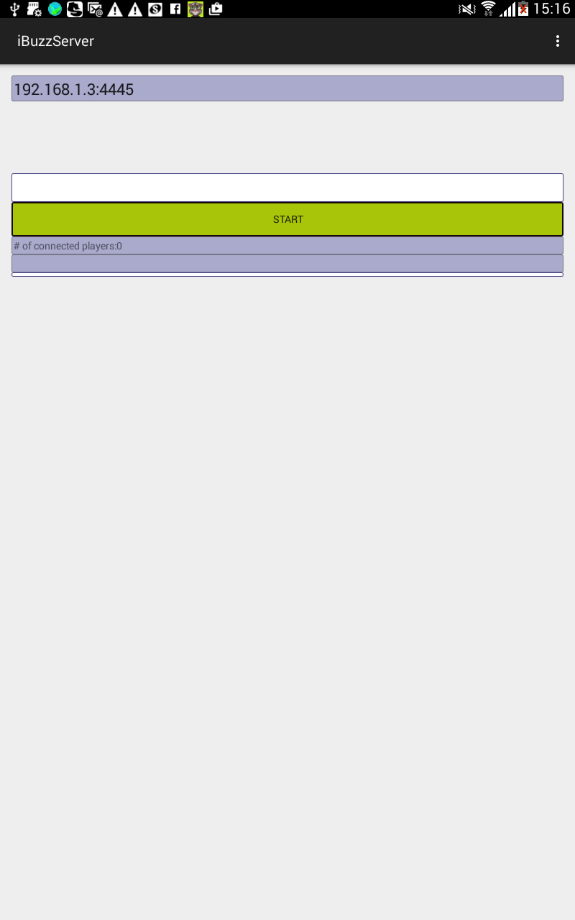 15:16
iBuzzServer
192.168.1.3:4445
START
# of connected players:0